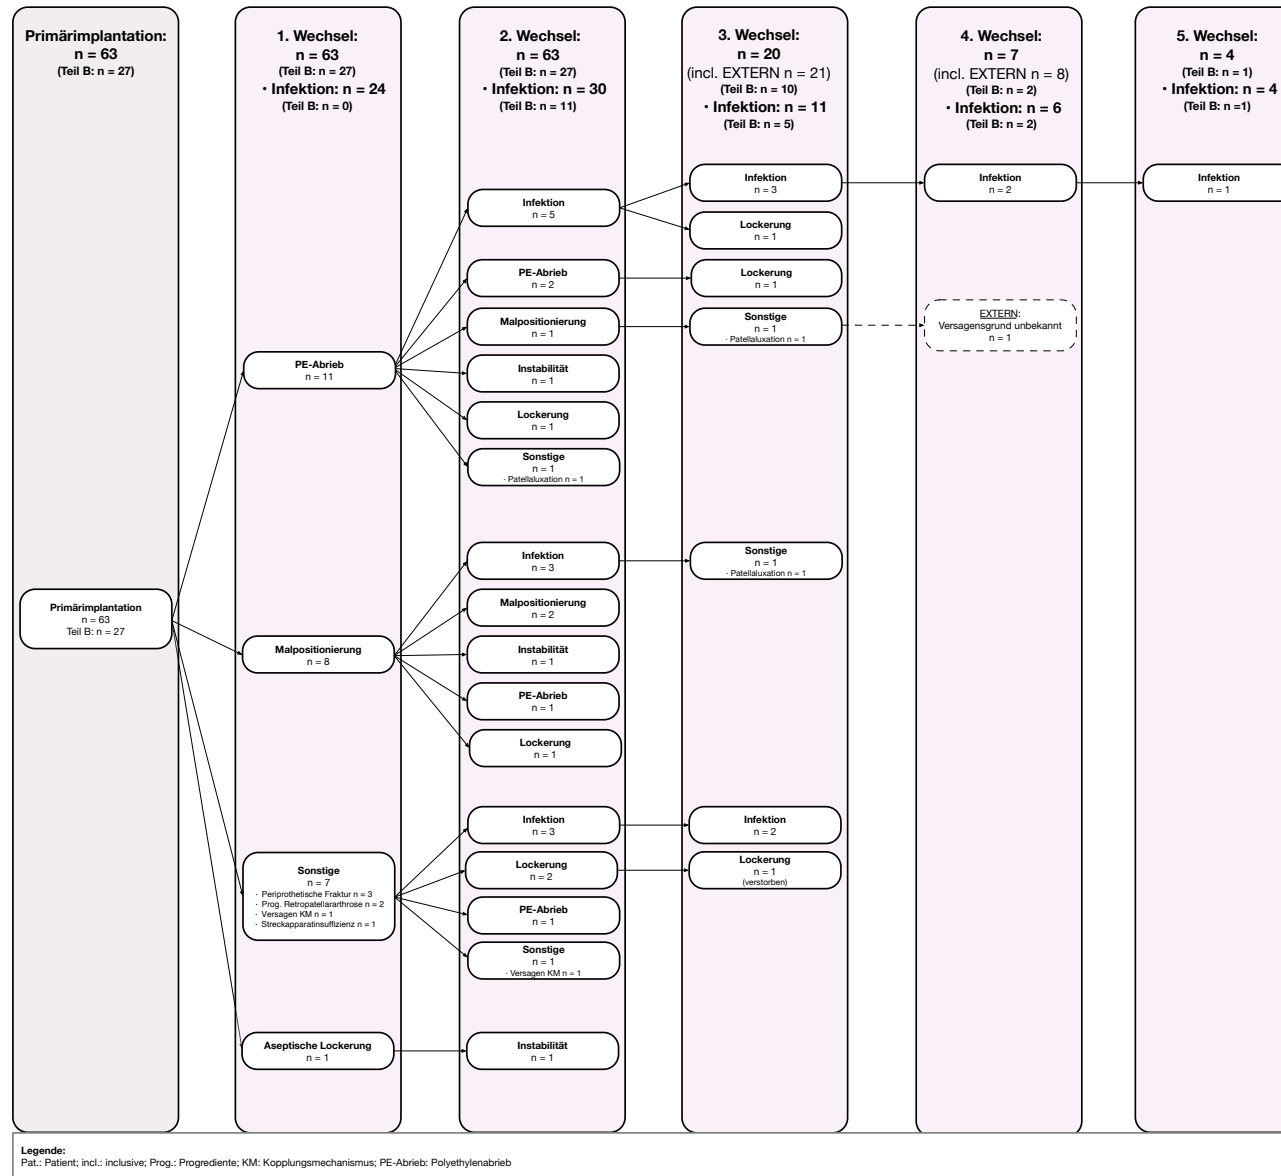 Primärimplantation:
n = 63
(Teil B: n = 27)
1. Wechsel:
n = 63
(Teil B: n = 27)
· Infektion: n = 24
(Teil B: n = 0)
2. Wechsel:
n = 63
(Teil B: n = 27)
· Infektion: n = 30
(Teil B: n = 11)
3. Wechsel:
n = 20
(incl. EXTERN n = 21)
(Teil B: n = 10)
· Infektion: n = 11
(Teil B: n = 5)
4. Wechsel:
n = 7
(incl. EXTERN n = 8)
(Teil B: n = 2)
· Infektion: n = 6
(Teil B: n = 2)
5. Wechsel:
n = 4
(Teil B: n = 1)
· Infektion: n = 4
(Teil B: n =1)
Primärimplantation
n = 63
Teil B: n = 27
PE-Abrieb
n = 11
Malpositionierung
n = 8
Sonstige
n = 7
· Periprothetische Fraktur n = 3
· Prog. Retropatellararthrose n = 2
· Versagen KM n = 1
· Streckapparatinsuffizienz n = 1
Aseptische Lockerung
n = 1
Infektion
n = 5
PE-Abrieb
n = 2
Malpositionierung
n = 1
Instabilität
n = 1
Lockerung
n = 1
Sonstige
n = 1
· Patellaluxation n = 1
Infektion
n = 3
Malpositionierung
n = 2
Instabilität
n = 1
PE-Abrieb
n = 1
Lockerung
n = 1
Infektion
n = 3
Lockerung
n = 2
PE-Abrieb
n = 1
Sonstige
n = 1
· Versagen KM n = 1
Instabilität
n = 1
Infektion
n = 3
Lockerung
n = 1
Lockerung
n = 1
Sonstige
n = 1
· Patellaluxation n = 1
Sonstige
n = 1
· Patellaluxation n = 1
Infektion
n = 2
Lockerung
n = 1
(verstorben)
Infektion
n = 2
EXTERN:
Versagensgrund unbekannt
n = 1
Infektion
n = 1
Legende:
Pat.: Patient; incl.: inclusive; Prog.: Progrediente; KM: Kopplungsmechanismus; PE-Abrieb: Polyethylenabrieb